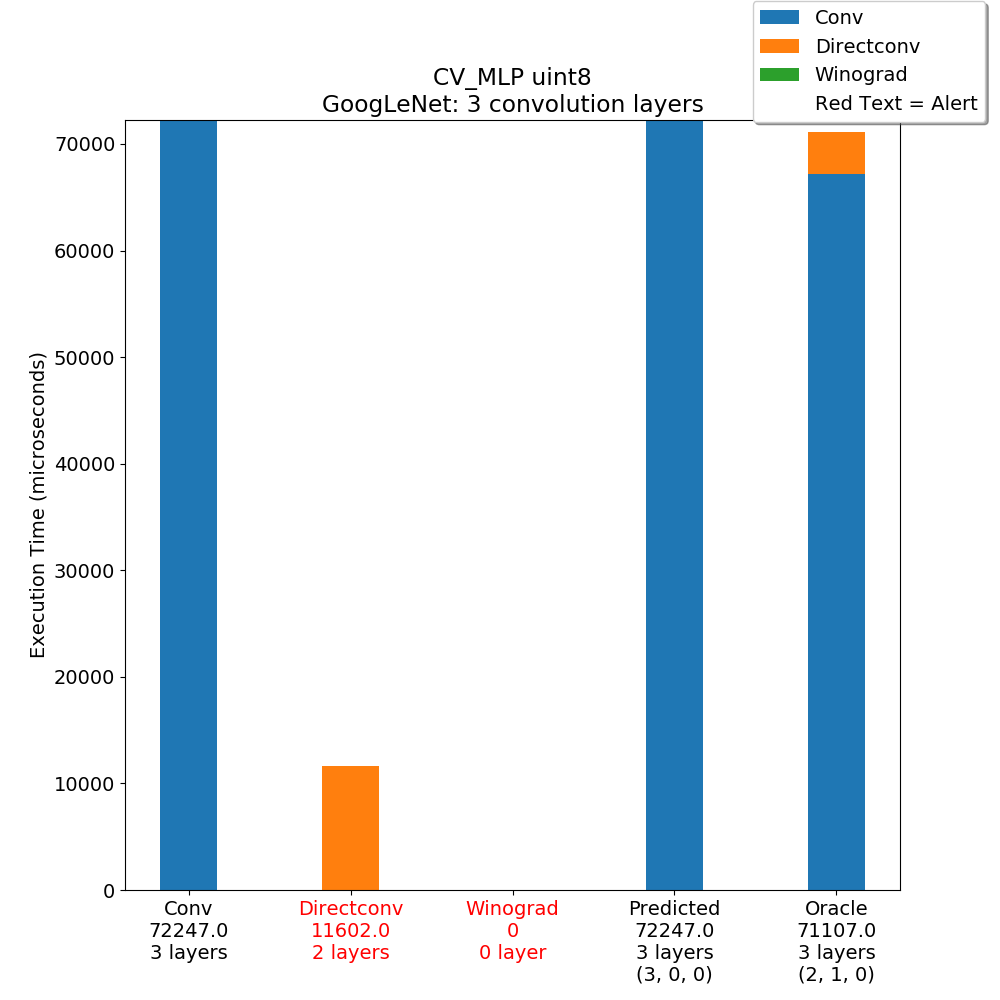 Conv
Directconv
Winograd
Red Text = Alert
CV_MLP uint8
GoogLeNet: 3 convolution layers
Execution Time (microseconds)
70000
60000
50000
40000
30000
20000
10000
0
Conv
72247.0
3 layers
Directconv
11602.0
2 layers
Winograd
0
0 layer
Predicted
72247.0
3 layers
(3, 0, 0)
Oracle
71107.0
3 layers
(2, 1, 0)